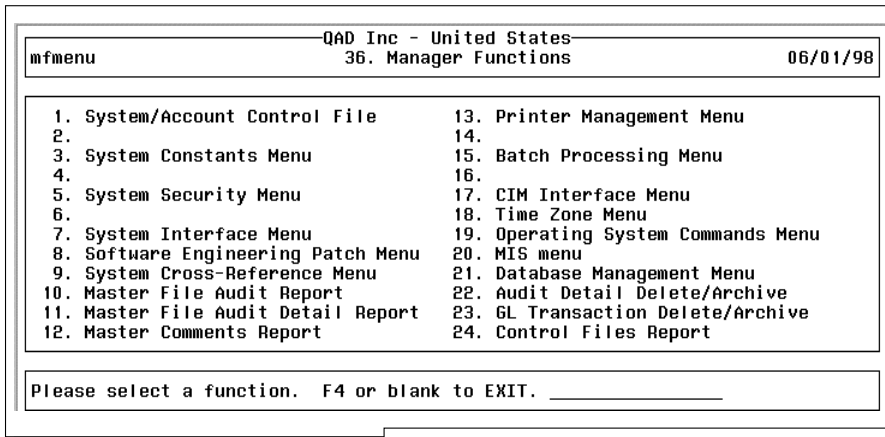 QAD Inc - United States
mfmenu 36. Manager Functions 06/01/98
1. System/Account Control File 13. Printer Management Menu
2. 14.
3. System Constants Menu 15. Batch Processing Menu
4. 16.
5. System Security Menu 17. CIM Interface Menu
6. 18. Time Zone Menu
7. System Interface Menu 19. Operating System Commands Menu
8. Software Engineering Patch Menu 20. MIS menu
9. System Cross-Reference Menu 21. Database Management Menu
10. Master File Audit Report 22. Audit Detail Delete/Archive
11. Master File Audit Detail Report 23. GL Transaction Delete/Archive
12. Master Comments Report 24. Control Files Report
Please select a function. F4 or blank to EXIT. ____________